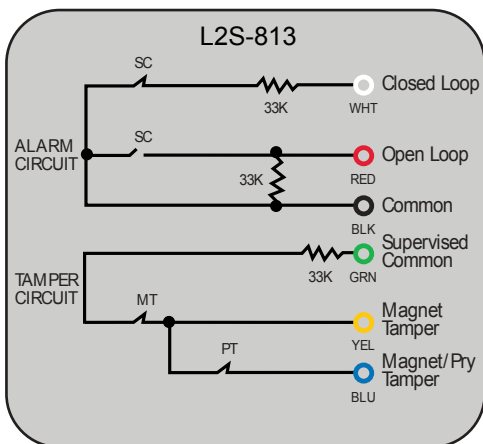 L2S-813
SC
33K
WHT
Closed Loop
ALARM
CIRCUIT
SC
33K
RED
Open Loop
BLK
Common
TAMPER
CIRCUIT
33K
GRN
Supervised
Common
MT
YEL
Magnet
Tamper
PT
BLU
Magnet/Pry
Tamper